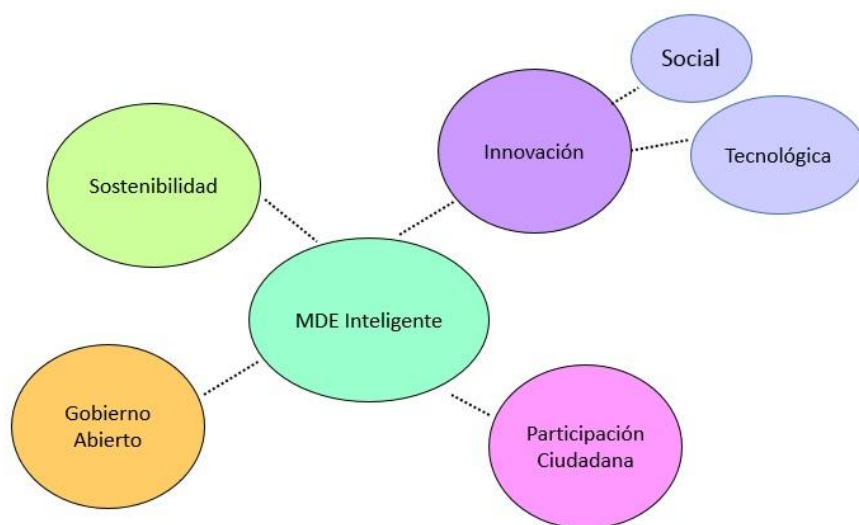 Social
Innovación
Tecnológica
Sostenibilidad
MDE Inteligente
Gobierno
Abierto
Participación
Ciudadana